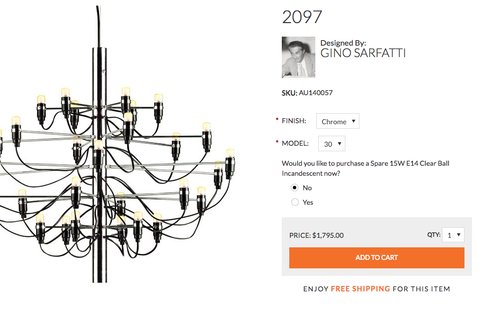 2097
Designed By:
GINO SARFATTI
SKU: AU140057
* FINISH: Chrome
* MODEL: 30
Would you like to purchase a Spare 15W E14 Clear Ball
Incandescent now?
No
Yes
PRICE: $1,795.00 QTY: 1
ADD TO CART
ENJOY FREE SHIPPING FOR THIS ITEM